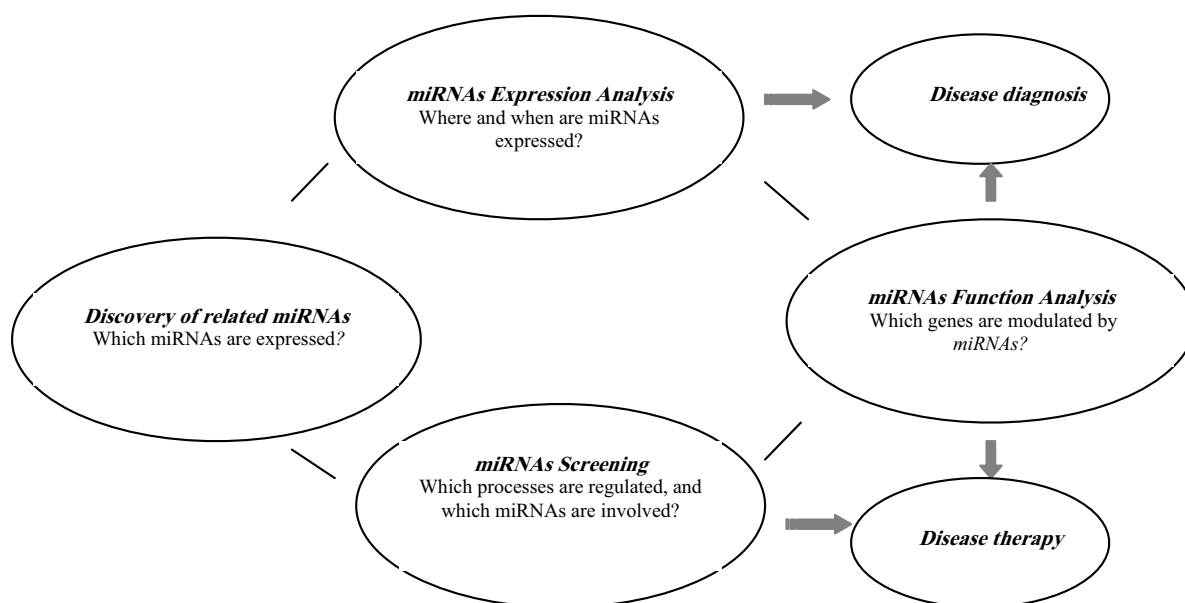 miRNAs Expression Analysis
Where and when are miRNAs
expressed?
Disease diagnosis
Discovery of related miRNAs
Which miRNAs are expressed?
miRNAs Function Analysis
Which genes are modulated by
miRNAs?
miRNAs Screening
Which processes are regulated, and
which miRNAs are involved?
Disease therapy